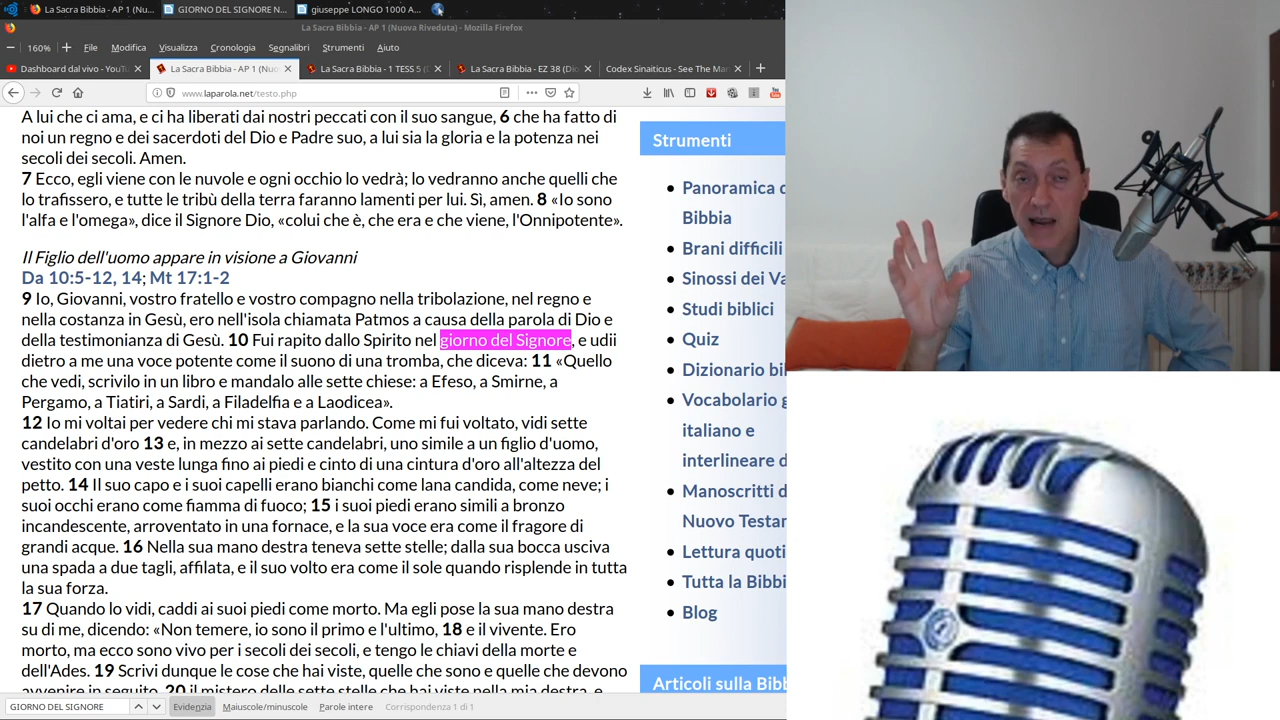 La Sacra Bibbia - AP 1 (Nu...
GIORNO DEL SIGNORE N...
giuseppe LONGO 1000 A...
La Sacra Bibbia - AP 1 (Nuova Riveduta) - Mozilla Firefox
160%
File Modifica Visualizza Cronologia Segnalibri Strumenti Aiuto
Dashboard dal vivo - YouTu
La Sacra Bibbia - AP 1 (Nuo
La Sacra Bibbia - 1 TESS 5 (
La Sacra Bibbia - EZ 38 (Dio
Codex Sinaiticus - See The Ma
www.laparola.net/testo.php
A lui che ci ama, e ci ha liberati dai nostri peccati con il suo sangue, 6 che ha fatto di
noi un regno e dei sacerdoti del Dio e Padre suo, a lui sia la gloria e la potenza nei
secoli dei secoli. Amen.
7 Ecco, egli viene con le nuvole e ogni occhio lo vedrà; lo vedranno anche quelli che
lo trafissero, e tutte le tribù della terra faranno lamenti per lui. Sì, amen. 8 «Io sono
l'alfa e l'omega», dice il Signore Dio, «colui che è, che era e che viene, l'Onnipotente».
Il Figlio dell'uomo appare in visione a Giovanni
Da 10:5-12, 14; Mt 17:1-2
9 Io, Giovanni, vostro fratello e vostro compagno nella tribolazione, nel regno e
nella costanza in Gesù, ero nell'isola chiamata Patmos a causa della parola di Dio e
della testimonianza di Gesù. 10 Fui rapito dallo Spirito nel giorno del Signore, e udii
dietro a me una voce potente come il suono di una tromba, che diceva: 11 «Quello
che vedi, scrivilo in un libro e mandalo alle sette chiese: a Efeso, a Smirne, a
Pergamo, a Tiatiri, a Sardi, a Filadelfia e a Laodicea».
12 Io mi voltai per vedere chi mi stava parlando. Come mi fui voltato, vidi sette
candelabri d'oro 13 e, in mezzo ai sette candelabri, uno simile a un figlio d'uomo,
vestito con una veste lunga fino ai piedi e cinto di una cintura d'oro all'altezza del
petto. 14 Il suo capo e i suoi capelli erano bianchi come lana candida, come neve; i
suoi occhi erano come fiamma di fuoco; 15 i suoi piedi erano simili a bronzo
incandescente, arroventato in una fornace, e la sua voce era come il fragore di
grandi acque. 16 Nella sua mano destra teneva sette stelle; dalla sua bocca usciva
una spada a due tagli, affilata, e il suo volto era come il sole quando risplende in tutta
la sua forza.
17 Quando lo vidi, caddi ai suoi piedi come morto. Ma egli pose la sua mano destra
su di me, dicendo: «Non temere, io sono il primo e l'ultimo, 18 e il vivente. Ero
morto, ma ecco sono vivo per i secoli dei secoli, e tengo le chiavi della morte e
dell'Ades. 19 Scrivi dunque le cose che hai viste, quelle che sono e quelle che devono
avvenire in seguito, 20 il mistero delle sette stelle che hai viste nella mia destra, e
Strumenti
Panoramica d
Bibbia
Brani difficili
Sinossi dei Va
Studi biblici
Quiz
Dizionario bi
Vocabolario g
italiano e
interlineare d
Manoscritti d
Nuovo Testar
Lettura quoti
Tutta la Bibbi
Blog
Articoli sulla Bibb
GIORNO DEL SIGNORE
Evidenzia
Maiuscole/minuscole
Parole intere
Corrispondenza 1 di 1